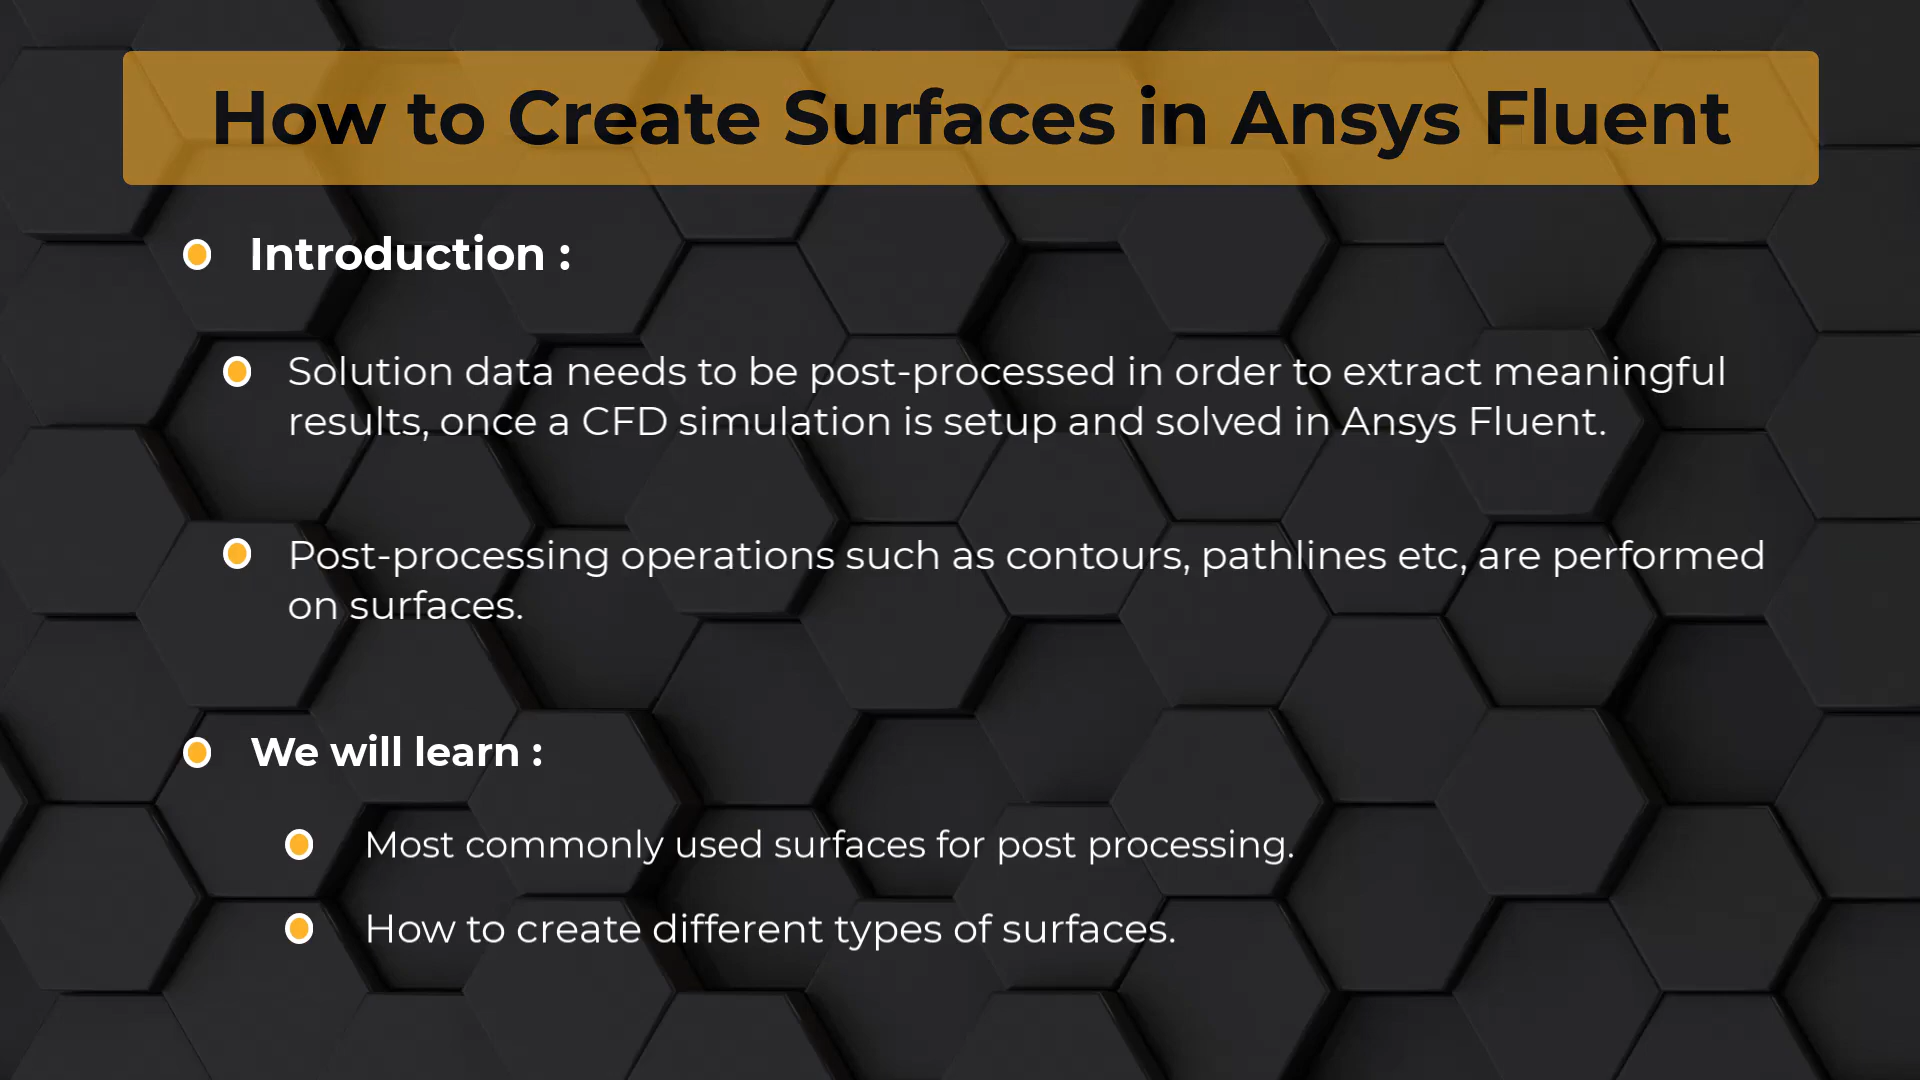 How to Create Surfaces in Ansys Fluent
Introduction :
Solution data needs to be post-processed in order to extract meaningful
results, once a CFD simulation is setup and solved in Ansys Fluent.
Post-processing operations such as contours, pathlines etc, are performed
on surfaces.
We will learn :
Most commonly used surfaces for post processing.
How to create different types of surfaces.